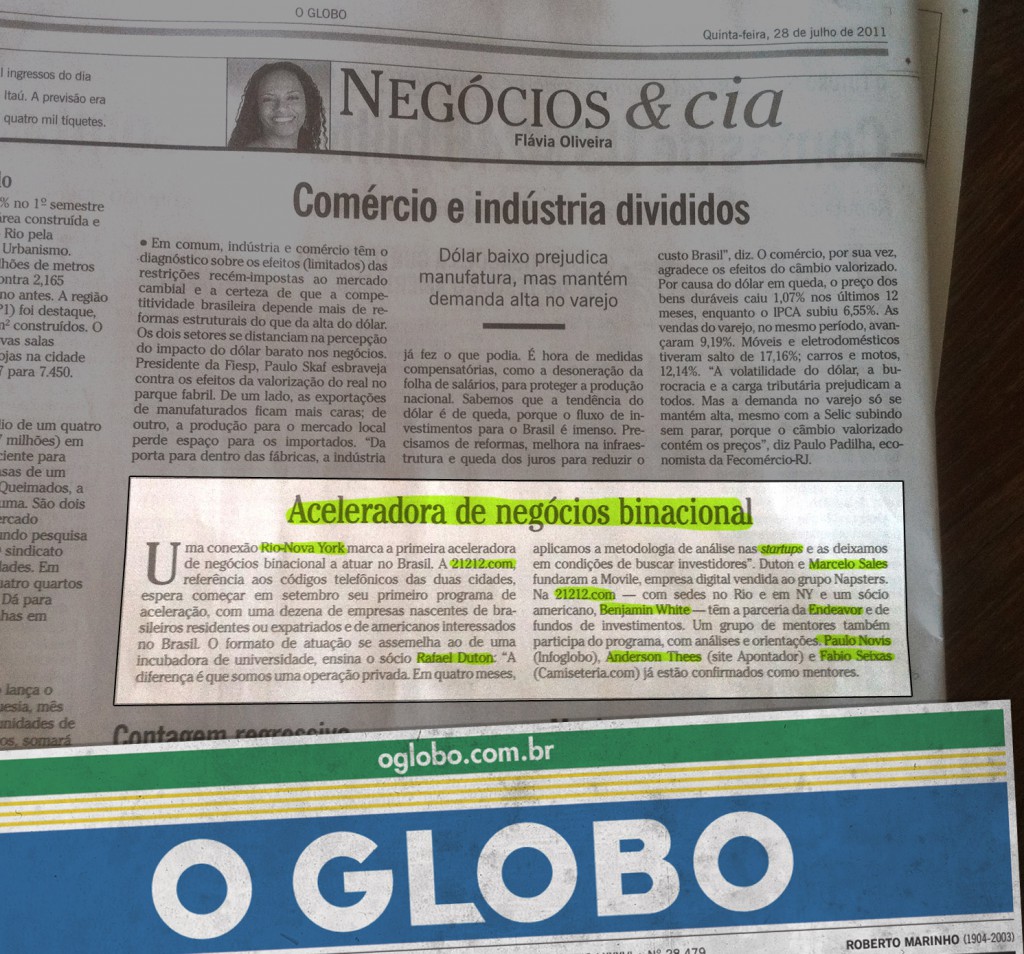 O GLOBO
Quinta-feira, 28 de julho de 2011
l ingressos do dia
Itaú. A previsão era
quatro mil tíquetes.
NEGÓCIOS & cia
Flávia Oliveira
% no 1º semestre
área construída e
Rio pela
Urbanismo.
lhões de metros
ontra 2,165
no antes. A região
P1) foi destaque,
m² construídos. O
vas salas
ojas na cidade
7 para 7.450.
io de um quatro
7 milhões) em
ciente para
asas de um
Queimados, a
uma. São dois
ercado
undo pesquisa
sindicato
dades. Em
uatro quartos
Dá para
has em
lança o
nidades de
os, somará
Comércio e indústria divididos
• Em comum, indústria e comércio têm o
diagnóstico sobre os efeitos (limitados) das
restrições recém-impostas ao mercado
cambial e a certeza de que a compe-
titividade brasileira depende mais de re-
formas estruturais do que da alta do dólar.
Os dois setores se distanciam na percepção
do impacto do dólar barato nos negócios.
Presidente da Fiesp, Paulo Skaf esbraveja
contra os efeitos da valorização do real no
parque fabril. De um lado, as exportações
de manufaturados ficam mais caras; de
outro, a produção para o mercado local
perde espaço para os importados. “Da
porta para dentro das fábricas, a indústria
Dólar baixo prejudica
manufatura, mas mantém
demanda alta no varejo
já fez o que podia. É hora de medidas
compensatórias, como a desoneração da
folha de salários, para proteger a produção
nacional. Sabemos que a tendência do
dólar é de queda, porque o fluxo de in-
vestimentos para o Brasil é imenso. Pre-
cisamos de reformas, melhora na infraes-
trutura e queda dos juros para reduzir o
custo Brasil”, diz. O comércio, por sua vez,
agradece os efeitos do câmbio valorizado.
Por causa do dólar em queda, o preço dos
bens duráveis caiu 1,07% nos últimos 12
meses, enquanto o IPCA subiu 6,55%. As
vendas do varejo, no mesmo período, avan-
çaram 9,19%. Móveis e eletrodomésticos
tiveram salto de 17,16%; carros e motos,
12,14%. “A volatilidade do dólar, a bu-
rocracia e a carga tributária prejudicam a
todos. Mas a demanda no varejo só se
mantém alta, mesmo com a Selic subindo
sem parar, porque o câmbio valorizado
contém os preços”, diz Paulo Padilha, eco-
nomista da Fecomércio-RJ.
Aceleradora de negócios binacional
Uma conexão Rio-Nova York marca a primeira aceleradora
de negócios binacional a atuar no Brasil. A 21212.com,
referência aos códigos telefônicos das duas cidades,
espera começar em setembro seu primeiro programa de
aceleração, com uma dezena de empresas nascentes de bra-
sileiros residentes ou expatriados e de americanos interessados
no Brasil. O formato de atuação se assemelha ao de uma
incubadora de universidade, ensina o sócio Rafael Duton: “A
diferença é que somos uma operação privada. Em quatro meses,
aplicamos a metodologia de análise nas startups e as deixamos
em condições de buscar investidores”. Duton e Marcelo Sales
fundaram a Movile, empresa digital vendida ao grupo Napsters.
Na 21212.com — com sedes no Rio e em NY e um sócio
americano, Benjamin White — têm a parceria da Endeavor e de
fundos de investimentos. Um grupo de mentores também
participa do programa, com análises e orientações. Paulo Novis
(Infoglobo), Anderson Thees (site Apontador) e Fabio Seixas
(Camiseteria.com) já estão confirmados como mentores.
Contagem regressiva
oglobo.com.br
O GLOBO
Nº 28.479
ROBERTO MARINHO (1904-2003)